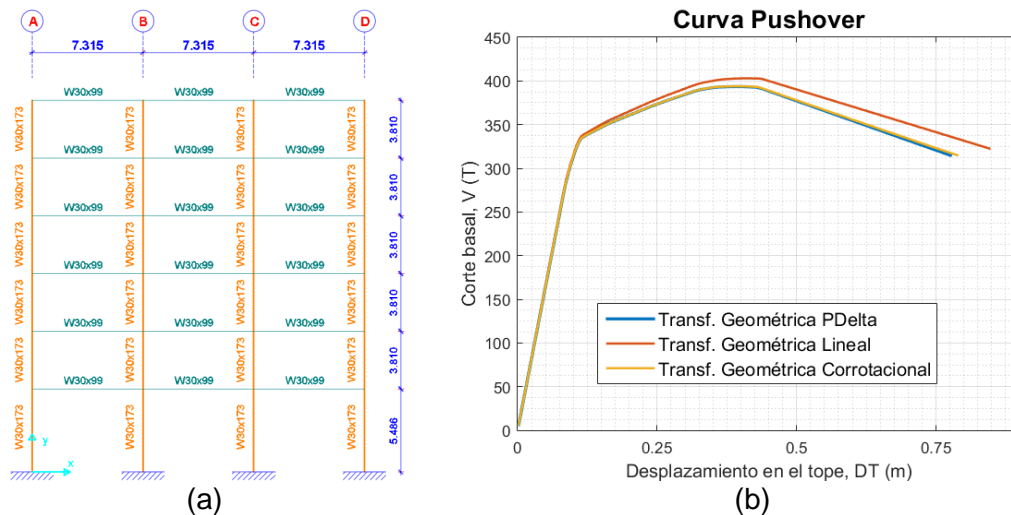 A B C D
7.315 7.315 7.315
W30x99 W30x99 W30x99
W30x173 W30x173 W30x173 W30x173 3.810
W30x99 W30x99 W30x99
W30x173 W30x173 W30x173 W30x173 3.810
W30x99 W30x99 W30x99
W30x173 W30x173 W30x173 W30x173 3.810
W30x99 W30x99 W30x99
W30x173 W30x173 W30x173 W30x173 3.810
W30x99 W30x99 W30x99
W30x173 W30x173 W30x173 W30x173 3.810
W30x99 W30x99 W30x99
W30x173 W30x173 W30x173 W30x173 5.486
y
x
(a)
Curva Pushover
450
400
350
300
250
200
150
100
50
0
Corte basal, V (T)
Transf. Geométrica PDelta
Transf. Geométrica Lineal
Transf. Geométrica Corrotacional
0 0.25 0.5 0.75
Desplazamiento en el tope, DT (m)
(b)